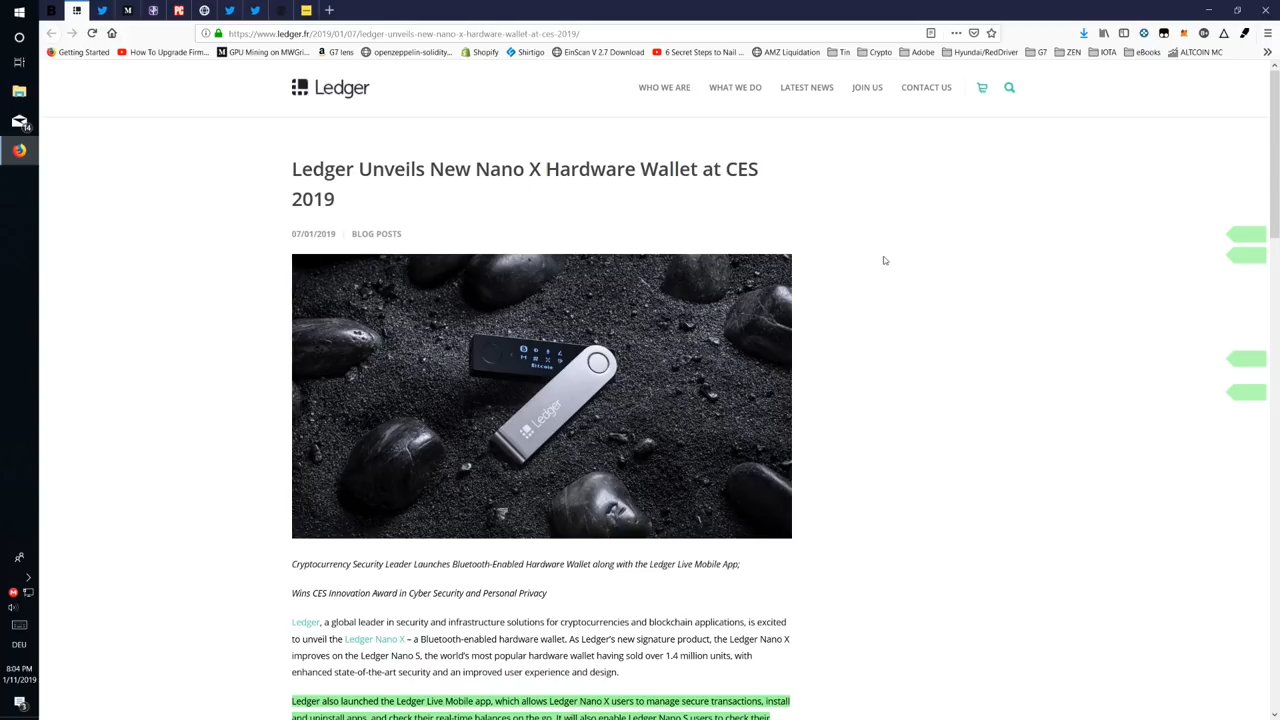 https://www.ledger.fr/2019/01/07/ledger-unveils-new-nano-x-hardware-wallet-at-ces-2019/
Getting Started
How To Upgrade Firm...
GPU Mining on MWGri...
G7 lens
openzeppelin-solidity...
Shopify
Shirtigo
EinScan V 2.7 Download
6 Secret Steps to Nail ...
AMZ Liquidation
Tin
Crypto
Adobe
Hyundai/RedDriver
G7
ZEN
IOTA
eBooks
ALTCOIN MC
Ledger
WHO WE ARE
WHAT WE DO
LATEST NEWS
JOIN US
CONTACT US
Ledger Unveils New Nano X Hardware Wallet at CES
2019
07/01/2019
BLOG POSTS
Bitcoin
Ledger
Cryptocurrency Security Leader Launches Bluetooth-Enabled Hardware Wallet along with the Ledger Live Mobile App;
Wins CES Innovation Award in Cyber Security and Personal Privacy
Ledger, a global leader in security and infrastructure solutions for cryptocurrencies and blockchain applications, is excited
to unveil the Ledger Nano X – a Bluetooth-enabled hardware wallet. As Ledger's new signature product, the Ledger Nano X
improves on the Ledger Nano S, the world's most popular hardware wallet having sold over 1.4 million units, with
enhanced state-of-the-art security and an improved user experience and design.
Ledger also launched the Ledger Live Mobile app, which allows Ledger Nano X users to manage secure transactions, install
and uninstall apps, and check their real-time balances on the go. It will also enable Ledger Nano S users to check their
14
DEU
8:04 PM
1/11/2019
3